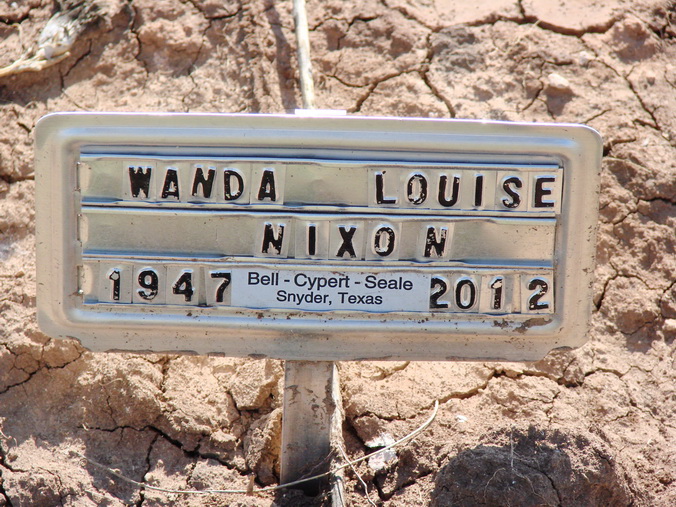 WANDA LOUISE
NIXON
1947 Bell - Cypert - Seale 2012
Snyder, Texas